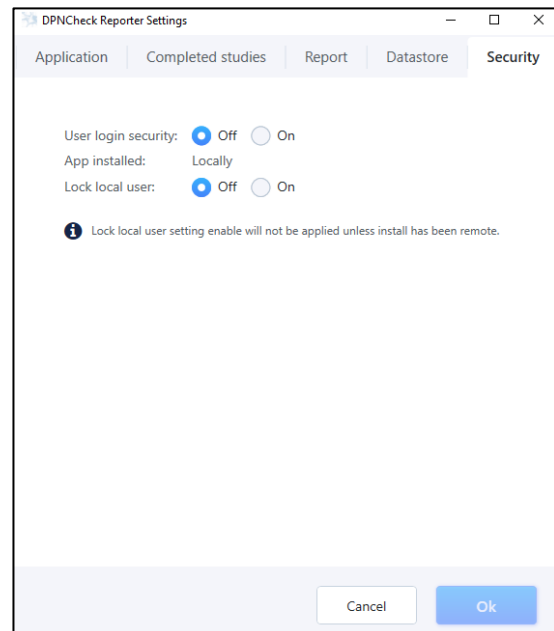 DPNCheck Reporter Settings
Application Completed studies Report Datastore Security
User login security: Off On
App installed: Locally
Lock local user: Off On
Lock local user setting enable will not be applied unless install has been remote.
Cancel Ok